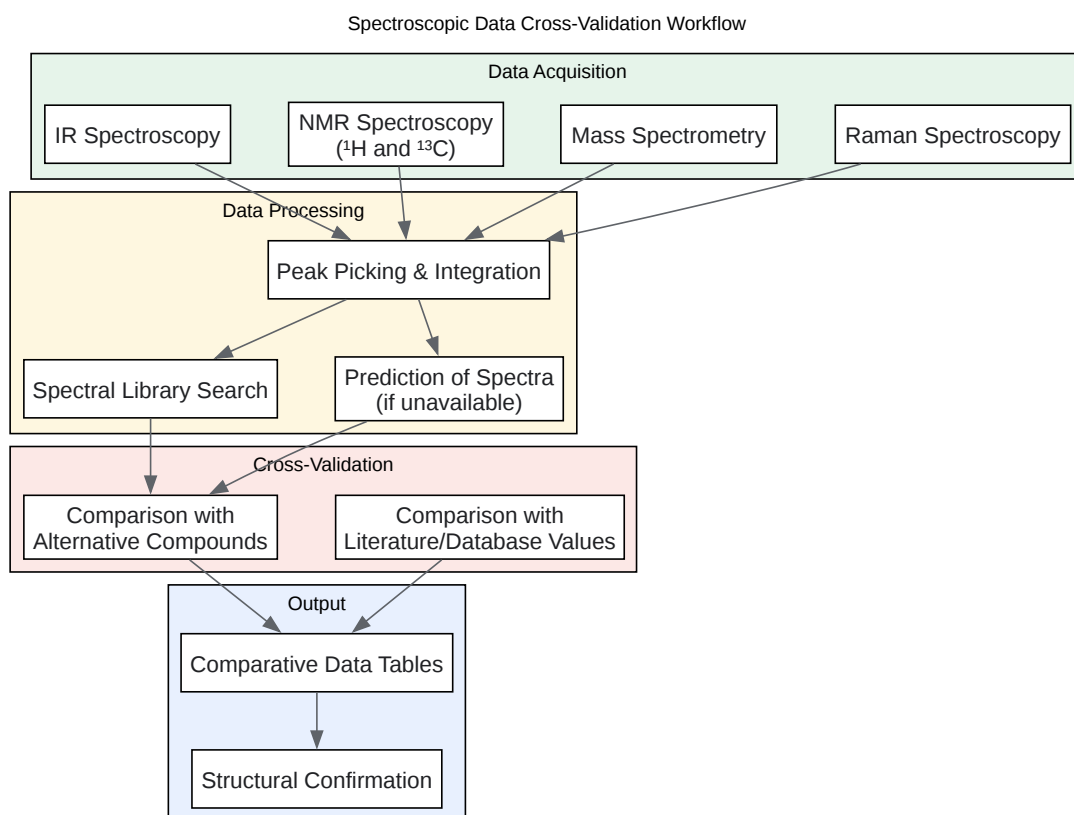 Spectroscopic Data Cross-Validation Workflow
Data Acquisition
IR Spectroscopy
NMR Spectroscopy
(¹H and ¹³C)
Mass Spectrometry
Raman Spectroscopy
Data Processing
Peak Picking & Integration
Spectral Library Search
Prediction of Spectra
(if unavailable)
Cross-Validation
Comparison with
Alternative Compounds
Comparison with
Literature/Database Values
Output
Comparative Data Tables
Structural Confirmation